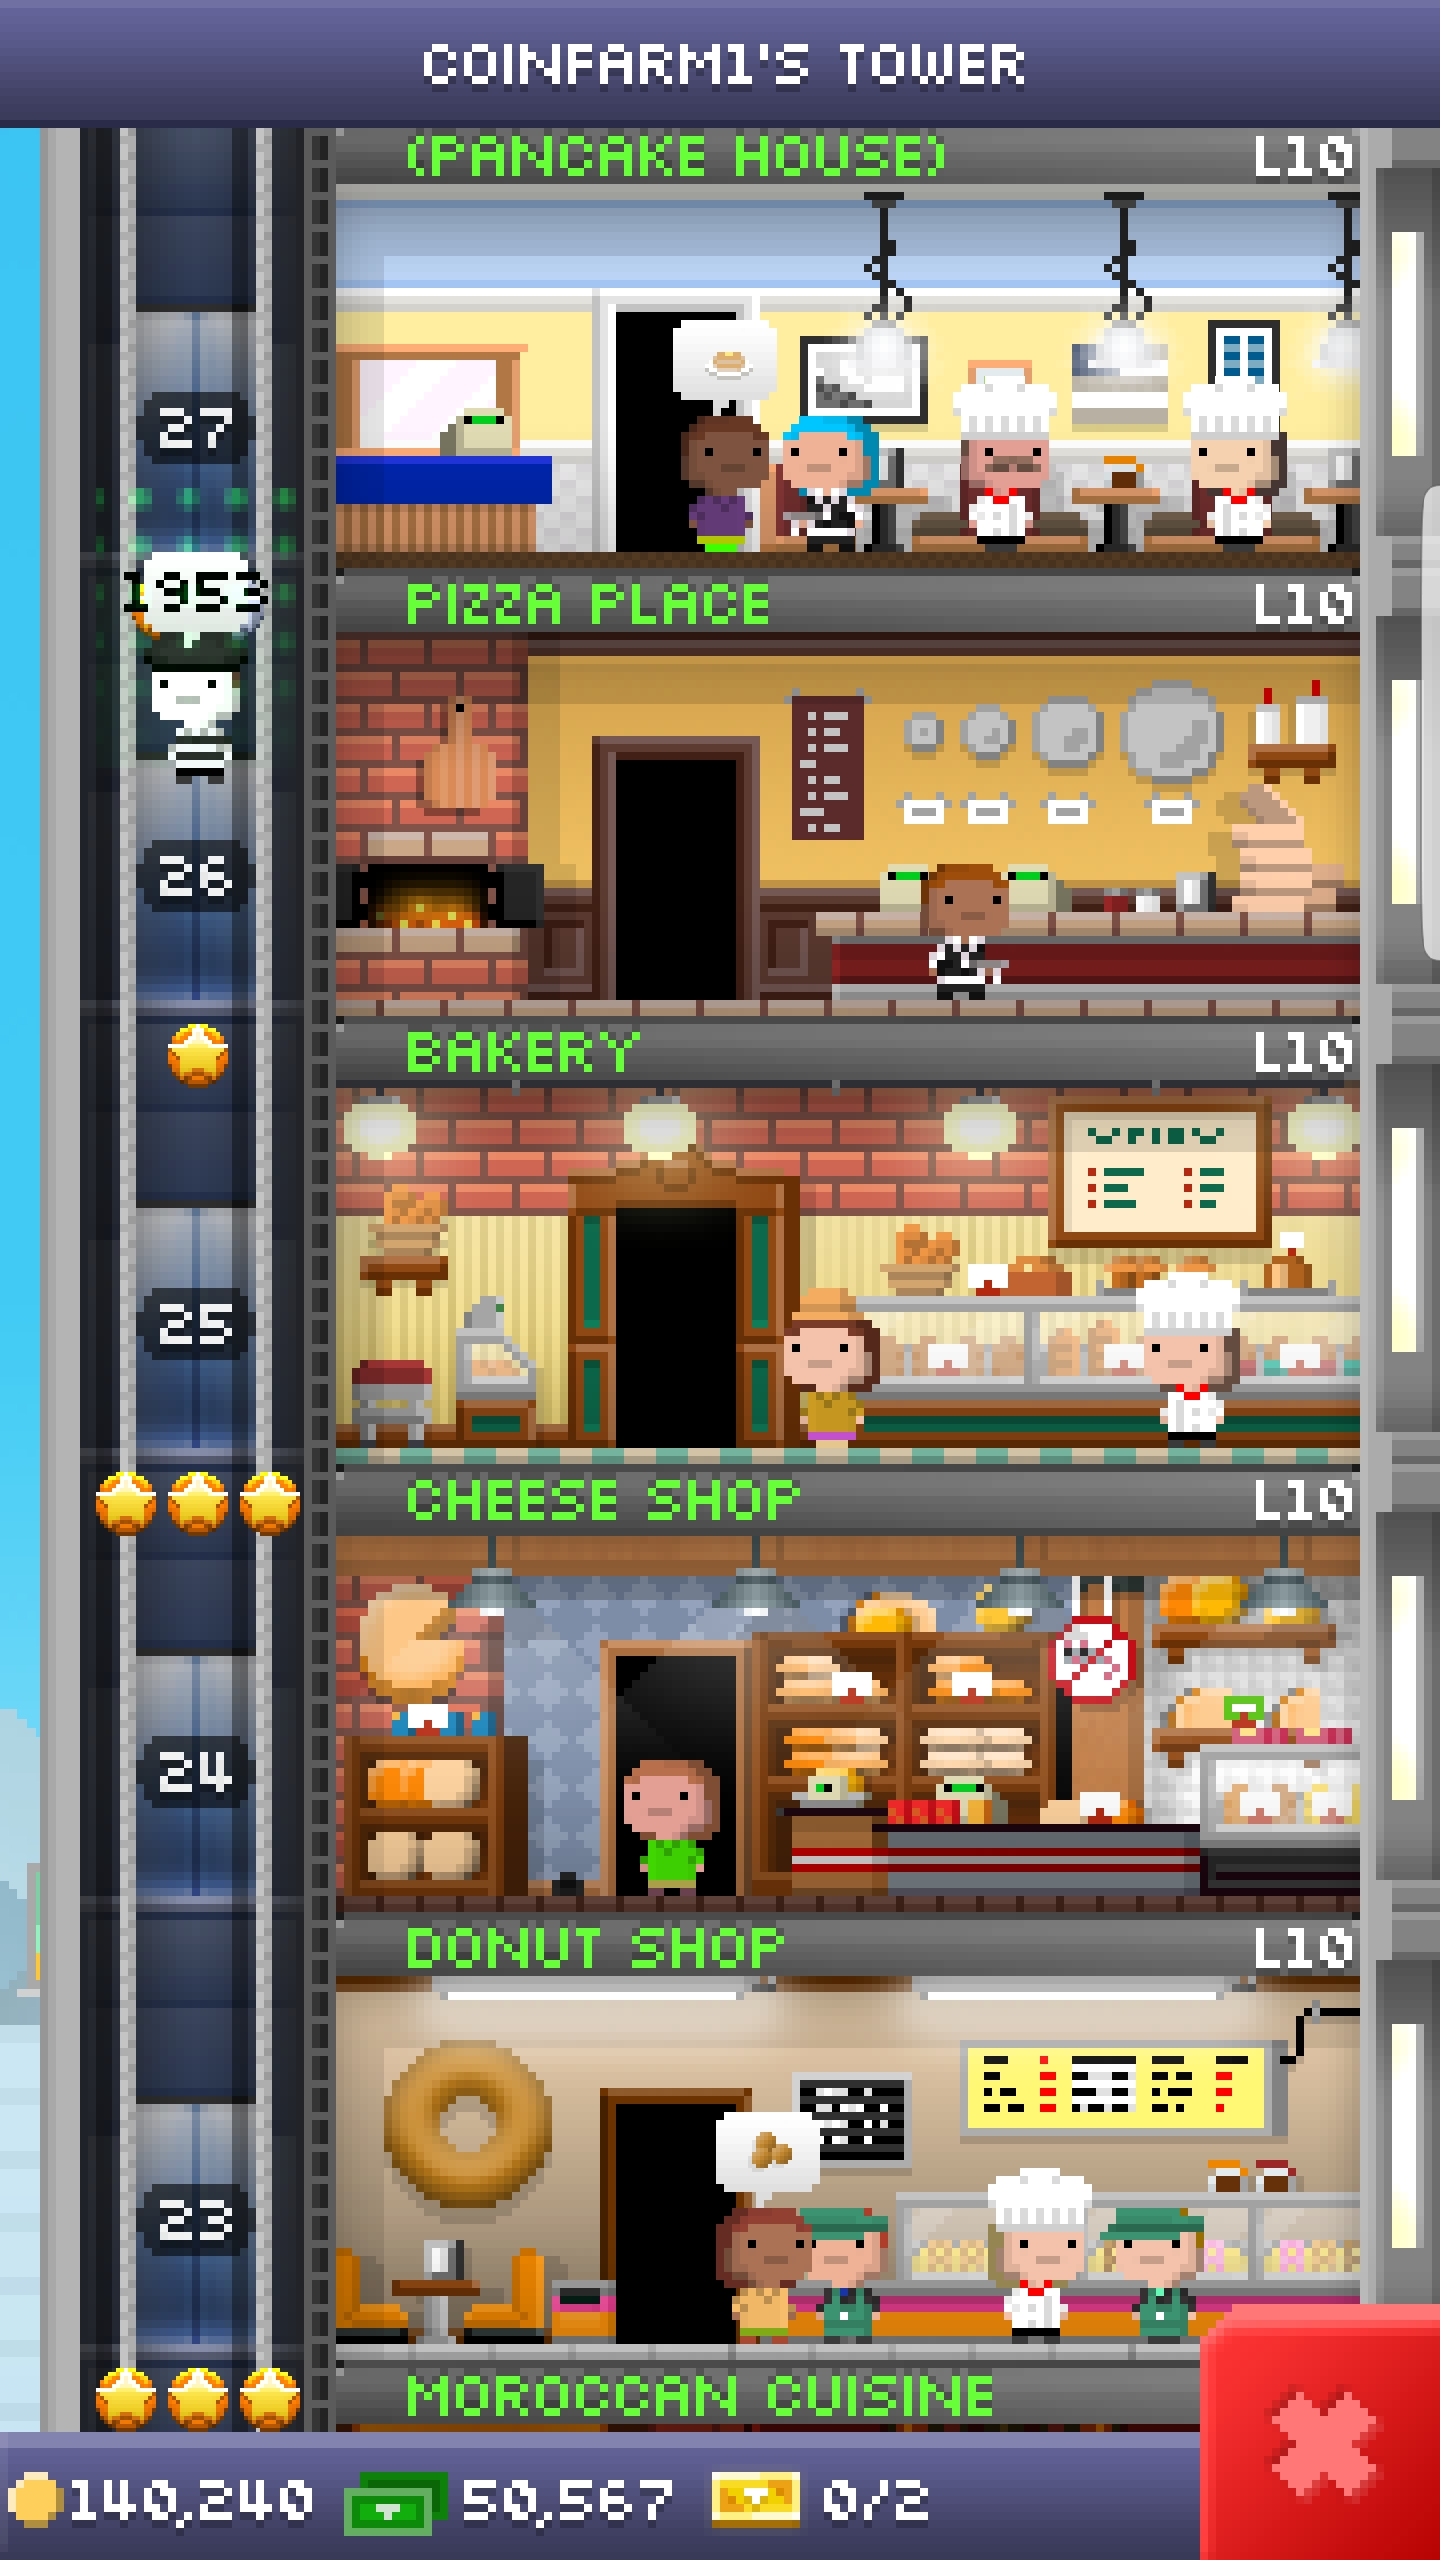 COINFARM1'S TOWER
(PANCAKE HOUSE) L10
27
1953
PIZZA PLACE L10
26
BAKERY L10
25
CHEESE SHOP L10
24
DONUT SHOP L10
23
MOROCCAN CUISINE
140,240 50,567 0/2